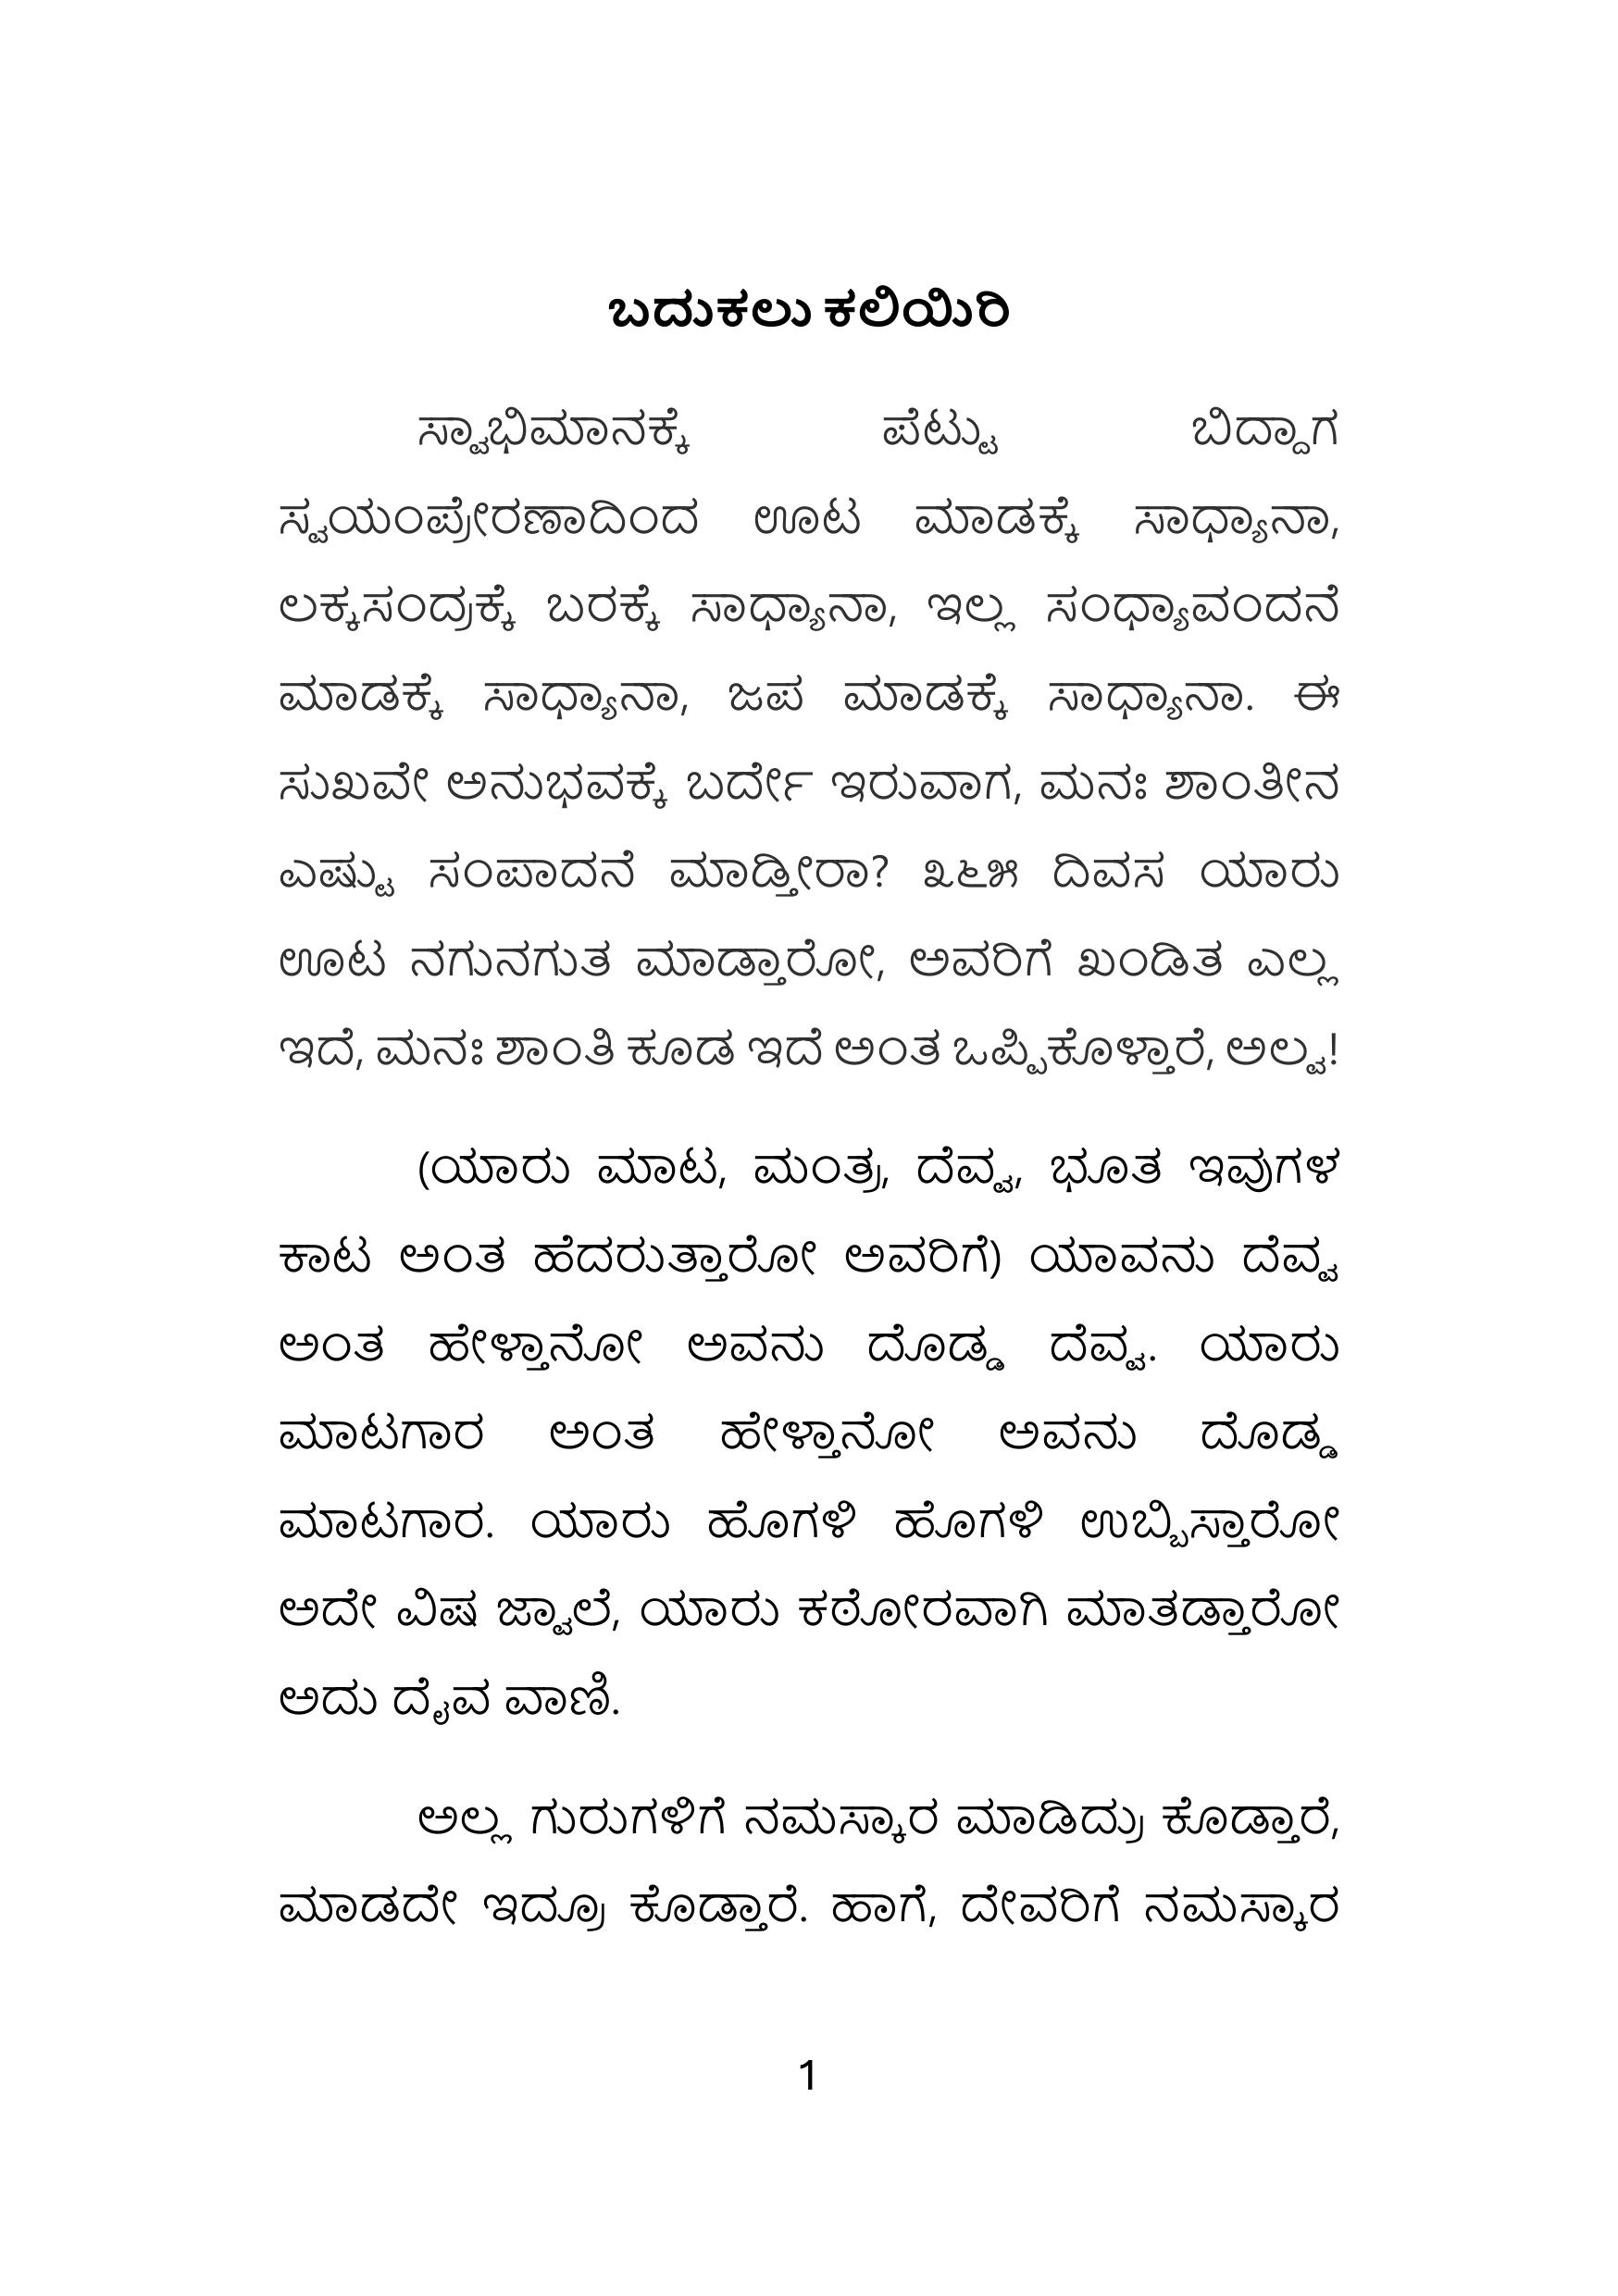 ಬದುಕಲು ಕಲಿಯಿರಿ
ಸ್ವಾಭಿಮಾನಕ್ಕೆ ಪೆಟ್ಟು ಬಿದ್ದಾಗ
ಸ್ವಯಂಪ್ರೇರಣಾದಿಂದ ಊಟ ಮಾಡಕ್ಕೆ ಸಾಧ್ಯಾನಾ,
ಲಕ್ಕಸಂದ್ರಕ್ಕೆ ಬರಕ್ಕೆ ಸಾಧ್ಯಾನಾ, ಇಲ್ಲ ಸಂಧ್ಯಾವಂದನೆ
ಮಾಡಕ್ಕೆ ಸಾಧ್ಯಾನಾ, ಜಪ ಮಾಡಕ್ಕೆ ಸಾಧ್ಯಾನಾ. ಈ
ಸುಖವೇ ಅನುಭವಕ್ಕೆ ಬರ್ದೇ ಇರುವಾಗ, ಮನಃ ಶಾಂತೀನ
ಎಷ್ಟು ಸಂಪಾದನೆ ಮಾಡ್ತೀರಾ? ೩೬೫ ದಿವಸ ಯಾರು
ಊಟ ನಗುನಗುತ ಮಾಡ್ತಾರೋ, ಅವರಿಗೆ ಖಂಡಿತ ಎಲ್ಲ
ಇದೆ, ಮನಃ ಶಾಂತಿ ಕೂಡ ಇದೆ ಅಂತ ಒಪ್ಪಿಕೊಳ್ತಾರೆ, ಅಲ್ವ!
(ಯಾರು ಮಾಟ, ಮಂತ್ರ, ದೆವ್ವ, ಭೂತ ಇವುಗಳ
ಕಾಟ ಅಂತ ಹೆದರುತ್ತಾರೋ ಅವರಿಗೆ) ಯಾವನು ದೆವ್ವ
ಅಂತ ಹೇಳ್ತಾನೋ ಅವನು ದೊಡ್ಡ ದೆವ್ವ. ಯಾರು
ಮಾಟಗಾರ ಅಂತ ಹೇಳ್ತಾನೋ ಅವನು ದೊಡ್ಡ
ಮಾಟಗಾರ. ಯಾರು ಹೊಗಳಿ ಹೊಗಳಿ ಉಬ್ಬಿಸ್ತಾರೋ
ಅದೇ ವಿಷ ಜ್ವಾಲೆ, ಯಾರು ಕಠೋರವಾಗಿ ಮಾತಡ್ತಾರೋ
ಅದು ದೈವ ವಾಣಿ.
ಅಲ್ಲ ಗುರುಗಳಿಗೆ ನಮಸ್ಕಾರ ಮಾಡಿದ್ರು ಕೊಡ್ತಾರೆ,
ಮಾಡದೇ ಇದ್ರೂ ಕೊಡ್ತಾರೆ. ಹಾಗೆ, ದೇವರಿಗೆ ನಮಸ್ಕಾರ
1